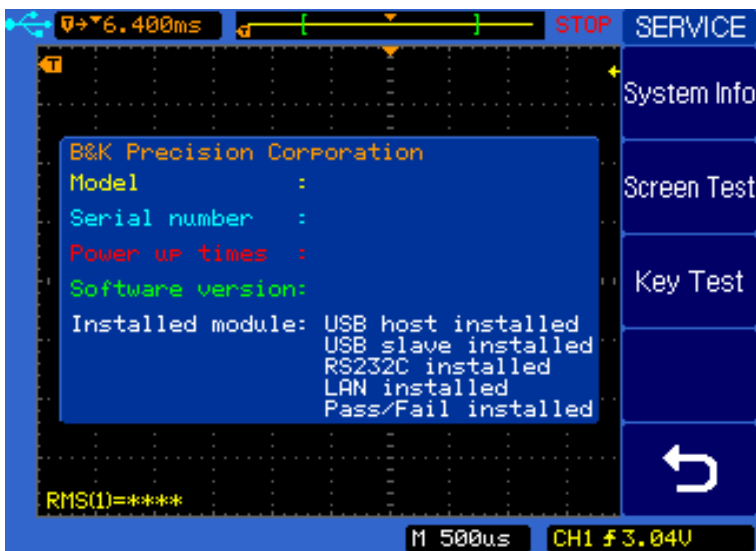 6.400ms
STOP
SERVICE
T
System Info
B&K Precision Corporation
Model :
Serial number :
Screen Test
Power up times :
Software version:
Key Test
Installed module: USB host installed
USB slave installed
RS232C installed
LAN installed
Pass/Fail installed
RMS(1)=****
M 500us
CH1 3.04V